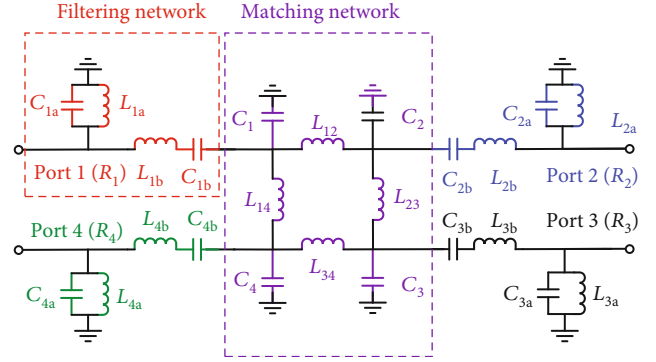 Filtering network
Matching network
C1a
L1a
C1
L12
C2
C2a
L2a
Port 1 (R1)
L1b
C1b
C2b
L2b
Port 2 (R2)
L14
L23
Port 4 (R4)
L4b
C4b
C3b
L3b
Port 3 (R3)
C4a
L4a
C4
L34
C3
C3a
L3a